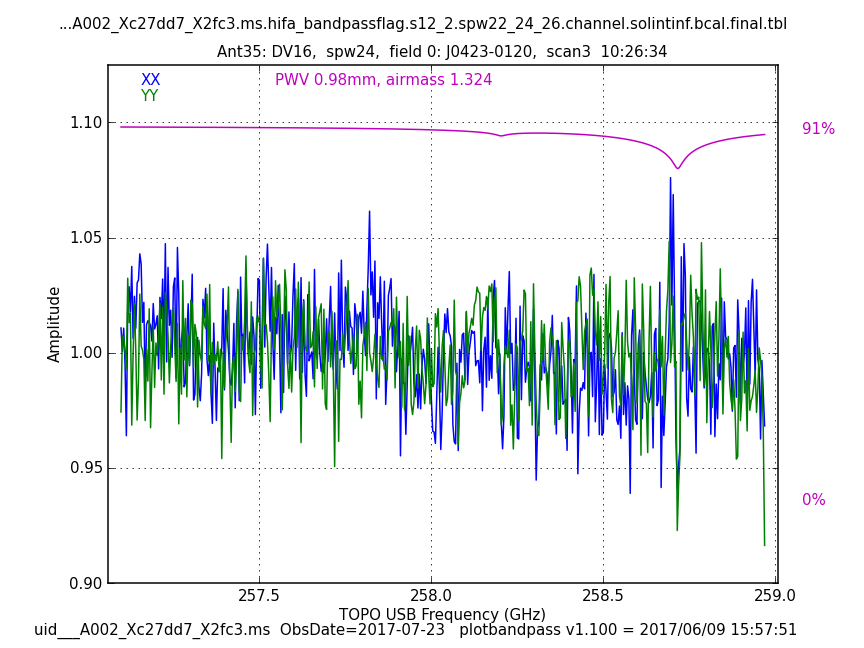 ...A002_Xc27dd7_X2fc3.ms.hifa_bandpassflag.s12_2.spw22_24_26.channel.solintinf.bcal.final.tbl
Ant35: DV16,  spw24,  field 0: J0423-0120,  scan3  10:26:34
XX
PWV 0.98mm, airmass 1.324
YY
1.10
91%
1.05
Amplitude
1.00
0.95
0%
0.90
257.5
258.0
258.5
259.0
TOPO USB Frequency (GHz)
uid___A002_Xc27dd7_X2fc3.ms  ObsDate=2017-07-23   plotbandpass v1.100 = 2017/06/09 15:57:51